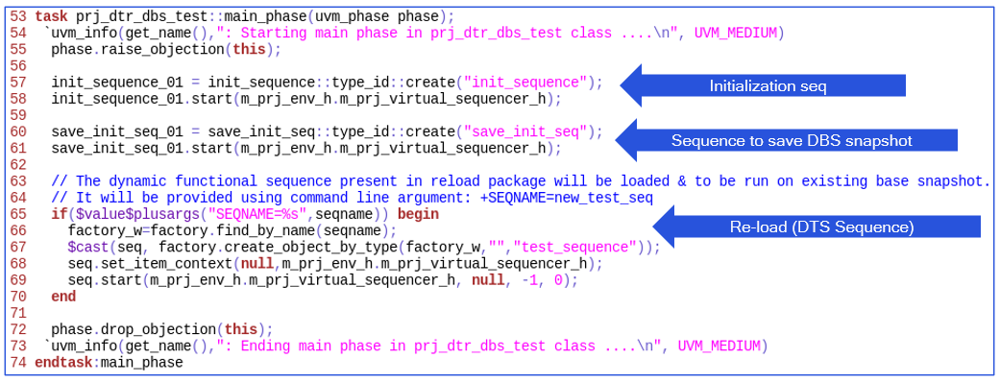 53 task prj_dtr_dbs_test::main_phase(uvm_phase phase);
54 `uvm_info(get_name(),": Starting main phase in prj_dtr_dbs_test class ....\n", UVM_MEDIUM)
55 phase.raise_objection(this);
56
57 init_sequence_01 = init_sequence::type_id::create("init_sequence");
Initialization seq
58 init_sequence_01.start(m_prj_env_h.m_prj_virtual_sequencer_h);
59
60 save_init_seq_01 = save_init_seq::type_id::create("save_init_seq");
Sequence to save DBS snapshot
61 save_init_seq_01.start(m_prj_env_h.m_prj_virtual_sequencer_h);
62
63 // The dynamic functional sequence present in reload package will be loaded & to be run on existing base snapshot.
64 // It will be provided using command line argument: +SEQNAME=new_test_seq
65 if($value$plusargs("SEQNAME=%s",seqname)) begin
66 factory_w=factory.find_by_name(seqname);
Re-load (DTS Sequence)
67 $cast(seq, factory.create_object_by_type(factory_w,"","test_sequence"));
68 seq.set_item_context(null,m_prj_env_h.m_prj_virtual_sequencer_h);
69 seq.start(m_prj_env_h.m_prj_virtual_sequencer_h, null, -1, 0);
70 end
71
72 phase.drop_objection(this);
73 `uvm_info(get_name(),": Ending main phase in prj_dtr_dbs_test class ....\n", UVM_MEDIUM)
74 endtask:main_phase